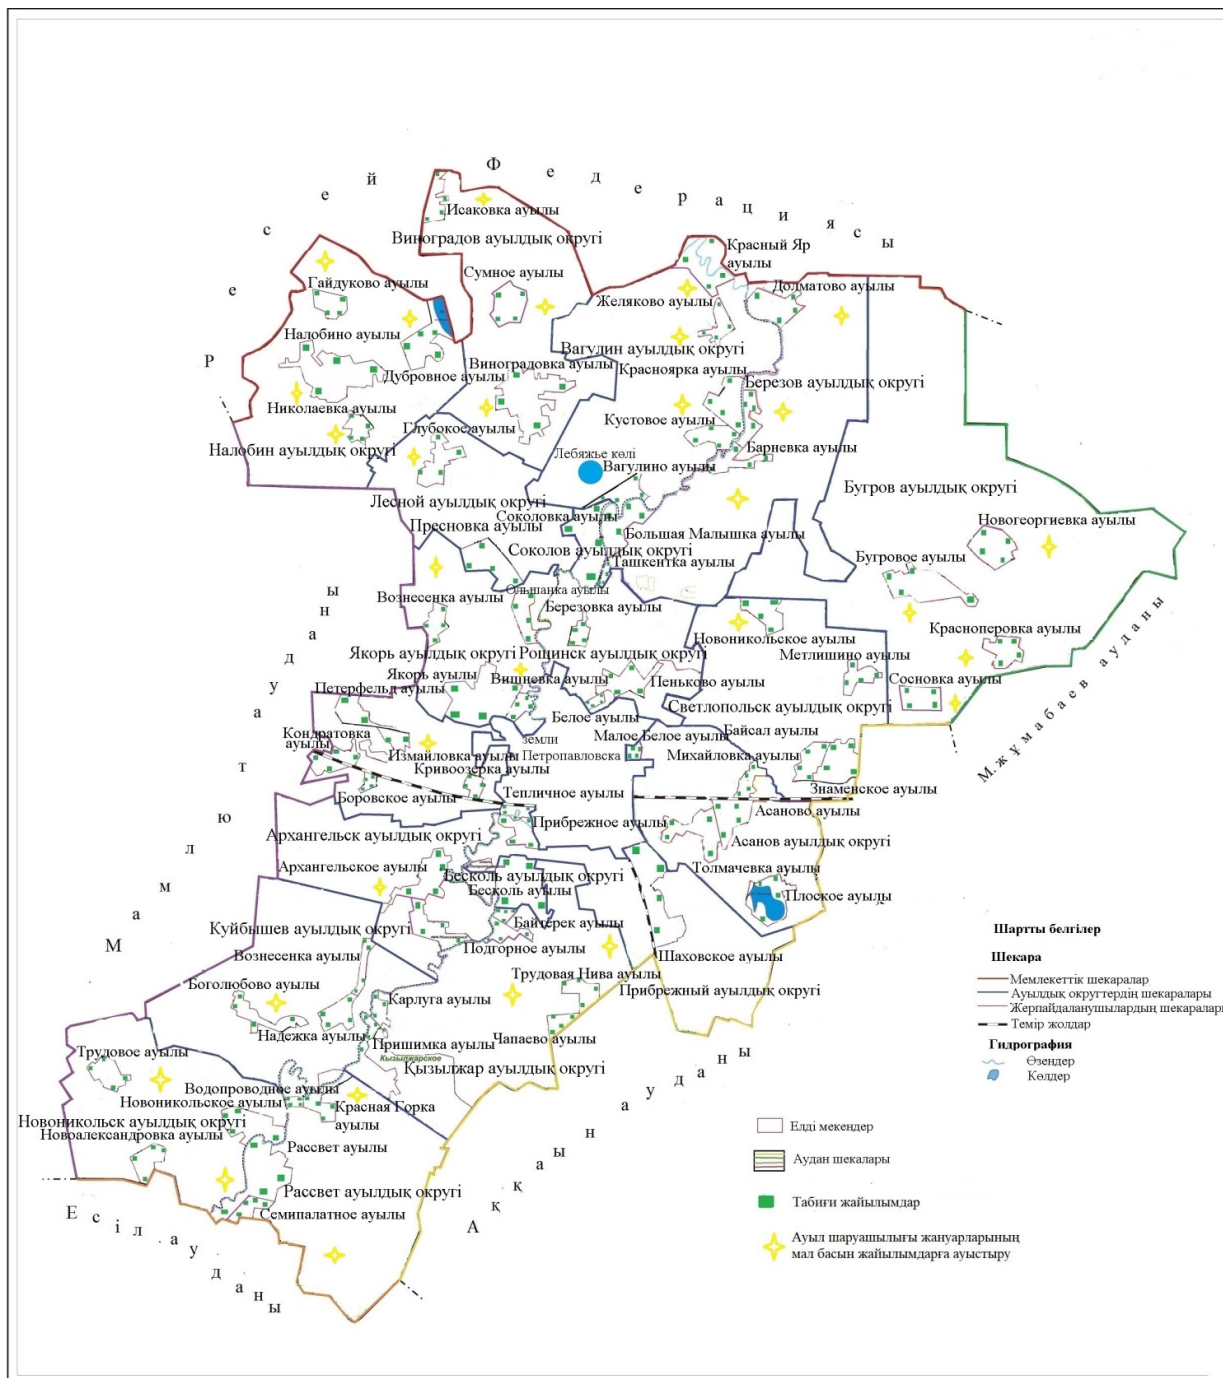 Ресей Федерациясы
Исаковка ауылы
Виноградов ауылдық округі
Красный Яр
ауылы
Гайдуково ауылы
Сумное ауылы
Желяково ауылы
Долматово ауылы
Налобино ауылы
Вагулин ауылдық округі
Дубровное ауылы
Виноградовка ауылы
Красноярка ауылы
Березов ауылдық округі
Николаевка ауылы
Глубокое ауылы
Кустовое ауылы
Налобин ауылдық округі
Барневка ауылы
Лебяжье көлі
Вагулино ауылы
Лесной ауылдық округі
Бугров ауылдық округі
Соколовка ауылы
Пресновка ауылы
Новогеоргиевка ауылы
Большая Малышка ауылы
Соколов ауылдық округі
Ташкентка ауылы
Бугровое ауылы
Ольшанка ауылы
Вознесенка ауылы
Березовка ауылы
Новоникольское ауылы
Красноперовка ауылы
Якорь ауылдық округі
Рощинск ауылдық округі
Метлишино ауылы
Якорь ауылы
Вишневка ауылы
Пеньково ауылы
Сосновка ауылы
Петерфельд ауылы
Белое ауылы
Светлопольск ауылдық округі
М.жұмабаев ауданы
Кондратовка
ауылы
земли
Петропавловска
Малое Белое ауылы
Байсал ауылы
Измайловка ауылы
Михайловка ауылы
Кривоозерка ауылы
Боровское ауылы
Тепличное ауылы
Знаменское ауылы
Асаново ауылы
Архангельск ауылдық округі
Прибрежное ауылы
Асанов ауылдық округі
Архангельское ауылы
Бесколь ауылдық округі
Толмачевка ауылы
Бесколь ауылы
Плоское ауылы
Куйбышев ауылдық округі
Байтерек ауылы
Подгорное ауылы
Вознесенка ауылы
Шаховское ауылы
Трудовая Нива ауылы
Боголюбово ауылы
Карлуга ауылы
Прибрежный ауылдық округі
Надежка ауылы
Пришимка ауылы
Чапаево ауылы
Трудовое ауылы
Кызылжарское
Қызылжар ауылдық округі
Водопроводное ауылы
Новоникольское ауылы
Красная Горка
ауылы
Новоникольск ауылдық округі
Новоалександровка ауылы
Рассвет ауылы
Рассвет ауылдық округі
Семипалатное ауылы
Мамлют ауданы
Есіл ауданы
Аққайын ауданы
Шартты белгілер
Шекара
Мемлекеттік шекаралар
Ауылдық округтердің шекаралары
Жерпайдаланушылардың шекаралары
Темір жолдар
Гидрография
Өзендер
Көлдер
Елді мекендер
Аудан шекалары
Табиғи жайылымдар
Ауыл шаруашылығы жануарларының
мал басын жайылымдарға ауыстыру